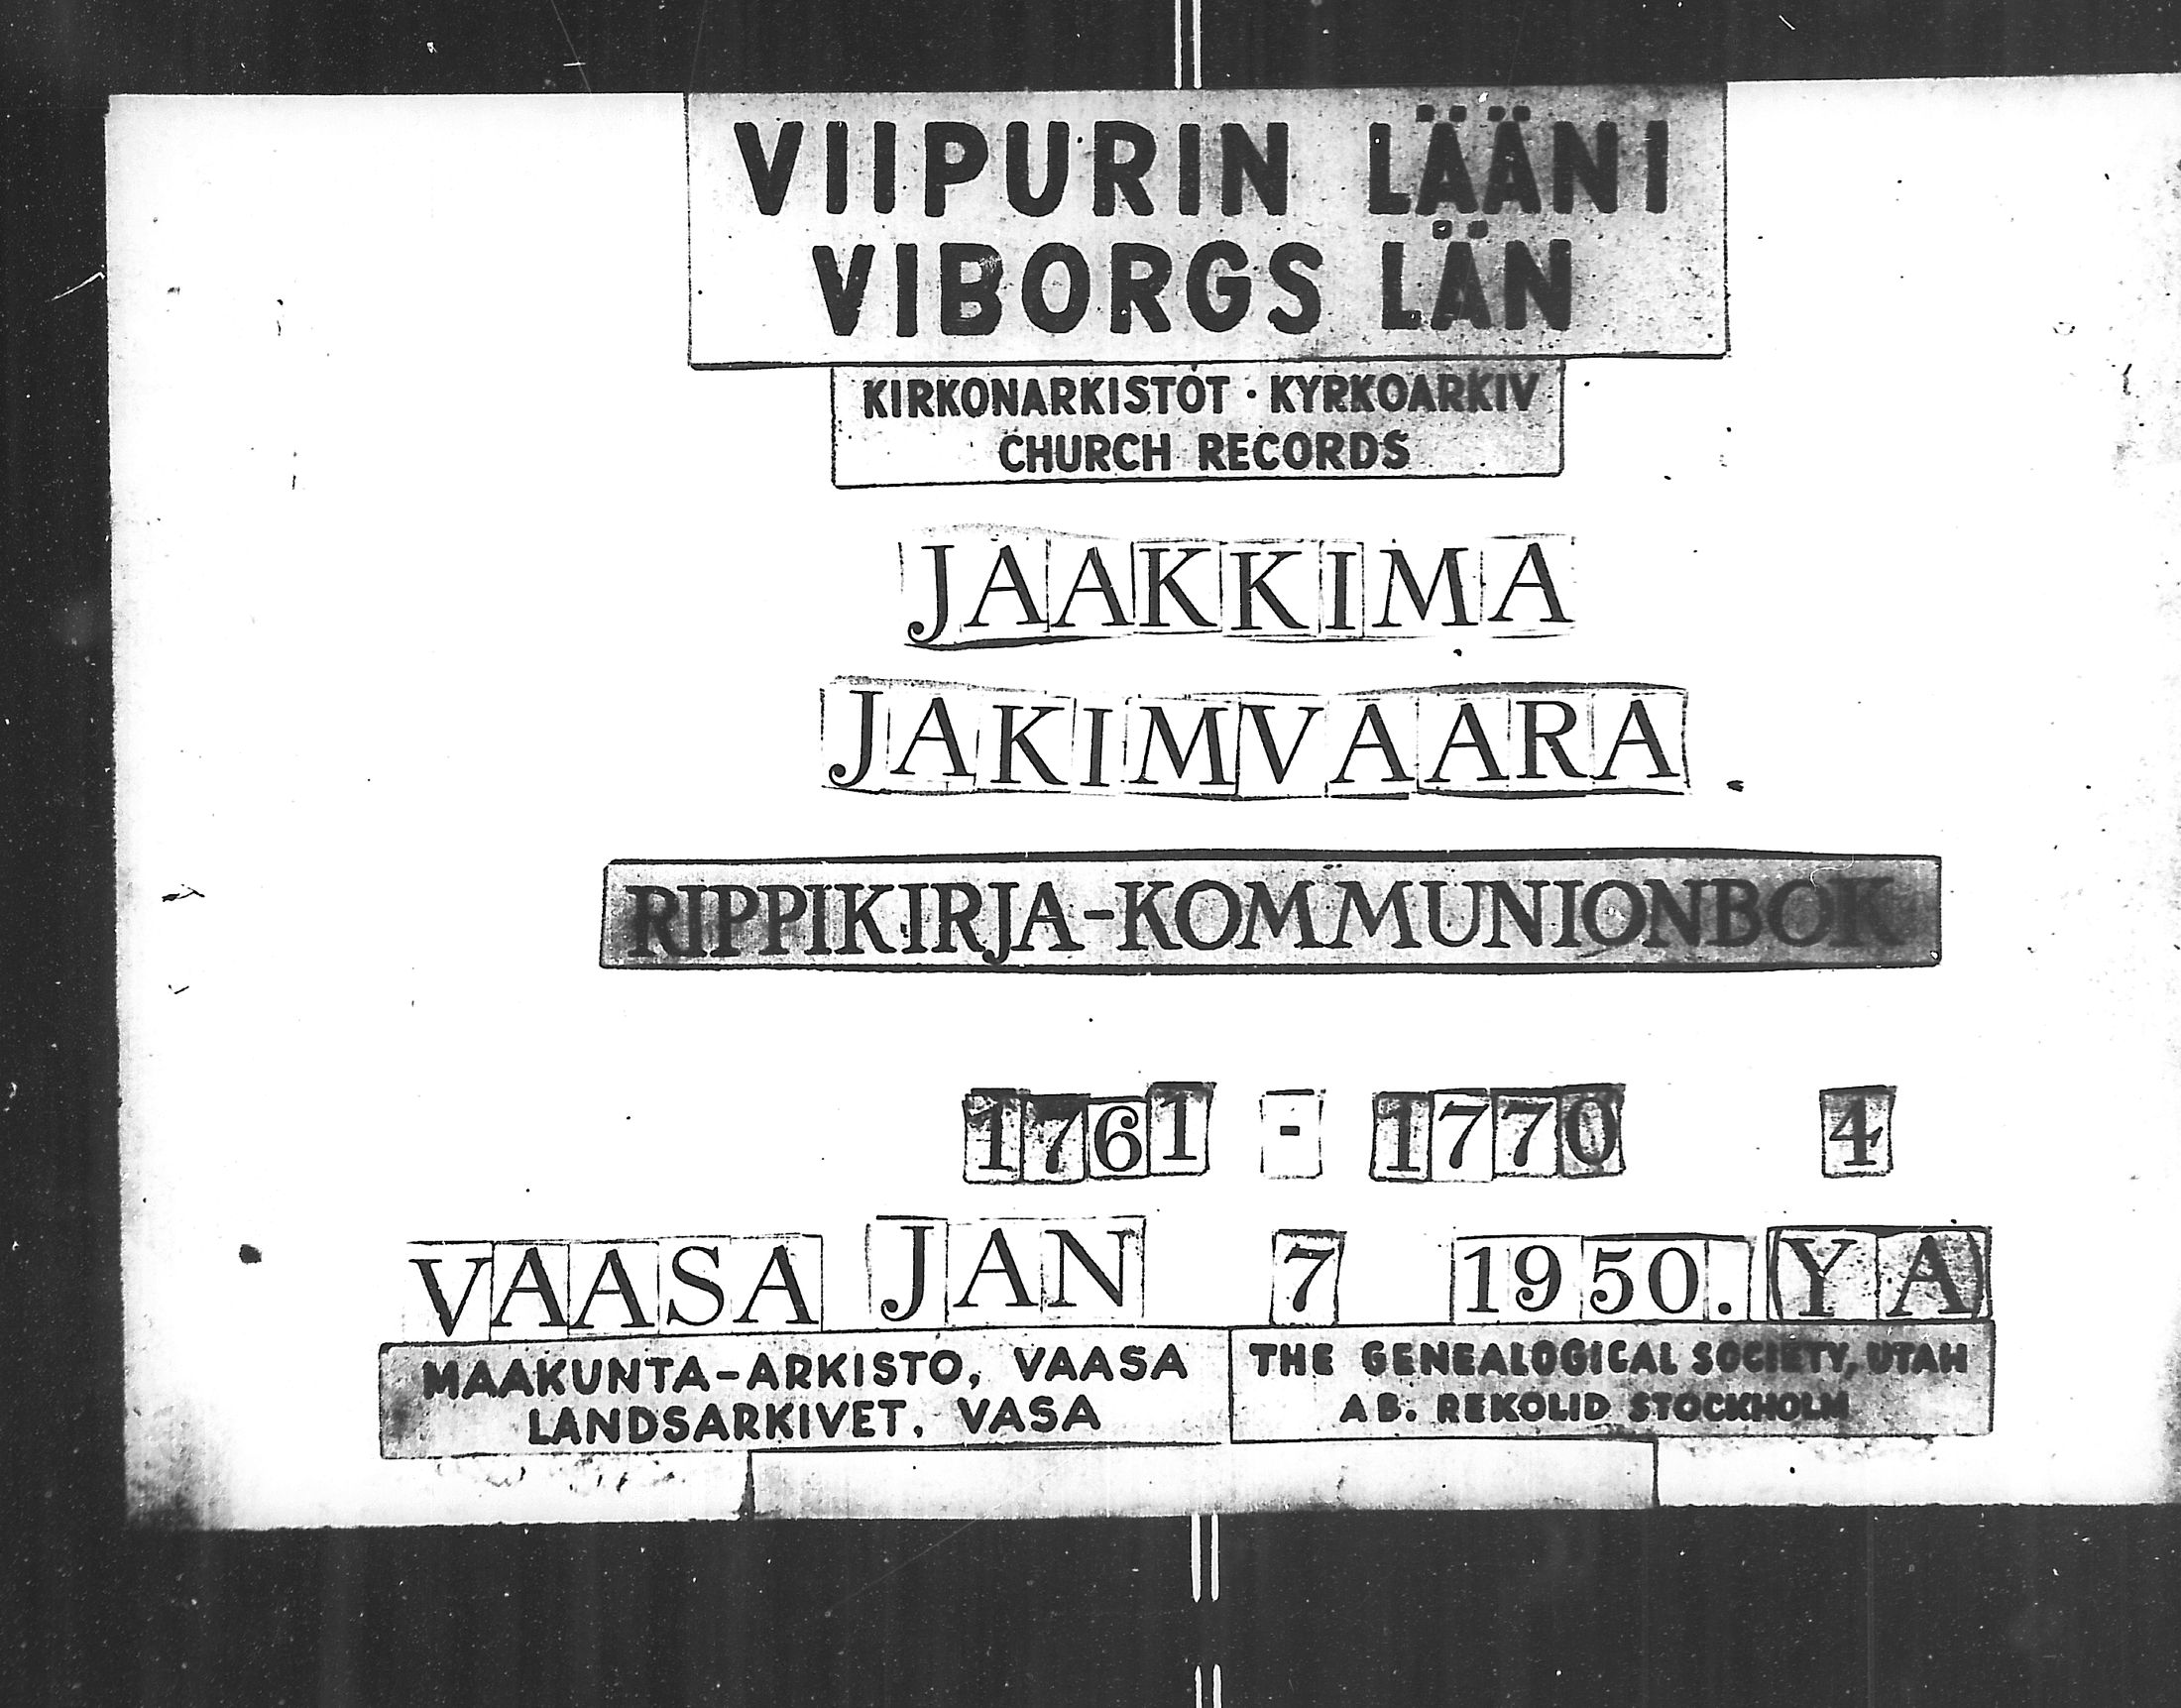 VIIPURIN LÄÄNI
VIBORGS LÄN
KIRKONARKISTOT · KYRKOARKIV
CHURCH RECORDS
JAAKKIMA
JAKIMVAARA.
RIPPIKIRJA-KOMMUNIONBOK
1761 - 1770 4
VAASA JAN 7 1950. (YA)
MAAKUNTA-ARKISTO, VAASA
LANDSARKIVET, VASA
THE GENEALOGICAL SOCIETY, UTAH
AB. REKOLID STOCKHOLM